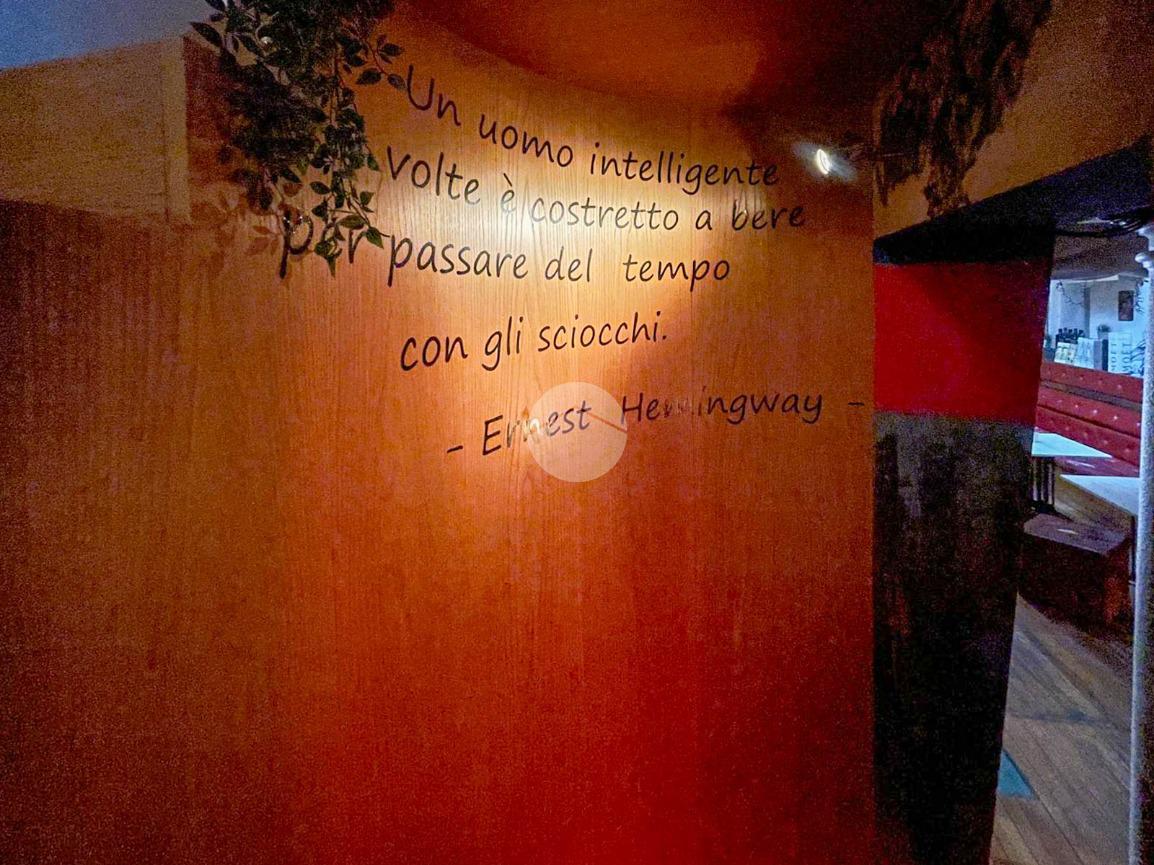 Un uomo intelligente
volte è costretto a bere
per passare del tempo
con gli sciocchi.
- Ernest Hemingway -